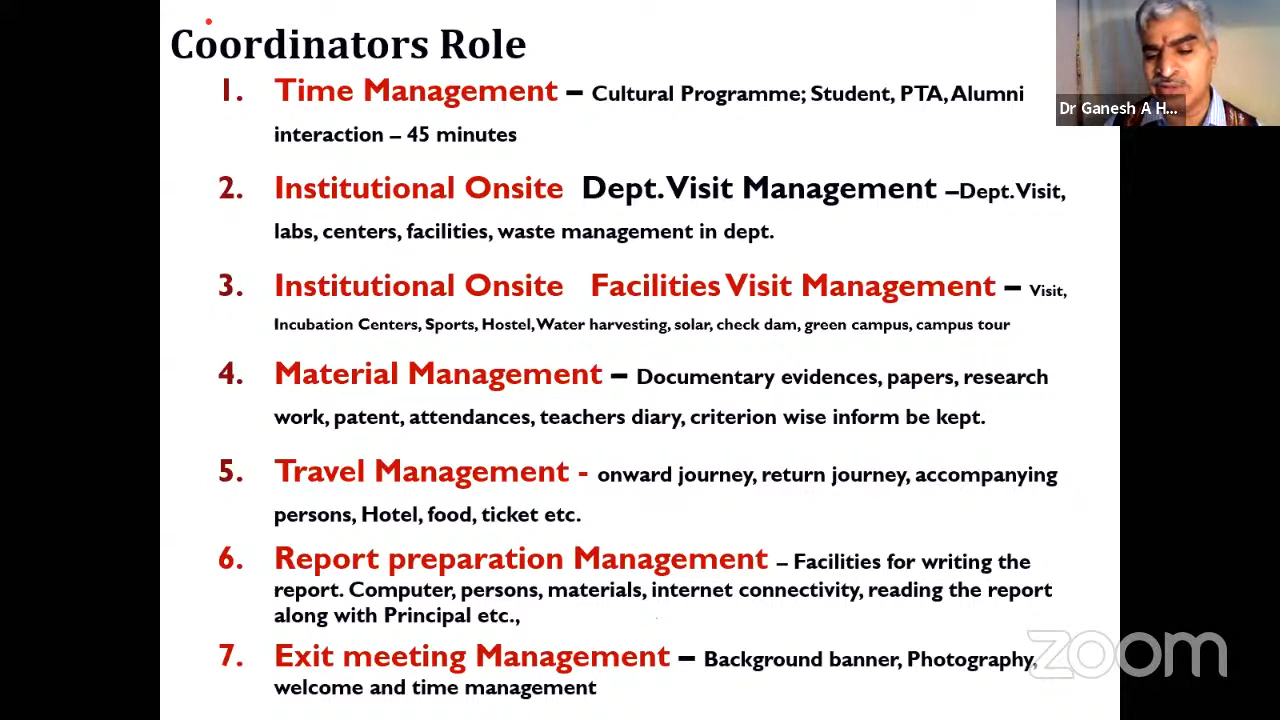 Coordinators Role
1. Time Management – Cultural Programme; Student, PTA, Alumni
interaction – 45 minutes
2. Institutional Onsite Dept. Visit Management –Dept. Visit,
labs, centers, facilities, waste management in dept.
3. Institutional Onsite Facilities Visit Management – Visit,
Incubation Centers, Sports, Hostel, Water harvesting, solar, check dam, green campus, campus tour
4. Material Management – Documentary evidences, papers, research
work, patent, attendances, teachers diary, criterion wise inform be kept.
5. Travel Management - onward journey, return journey, accompanying
persons, Hotel, food, ticket etc.
6. Report preparation Management – Facilities for writing the
report. Computer, persons, materials, internet connectivity, reading the report
along with Principal etc.,
7. Exit meeting Management – Background banner, Photography,
welcome and time management
Dr Ganesh A H...
zoom